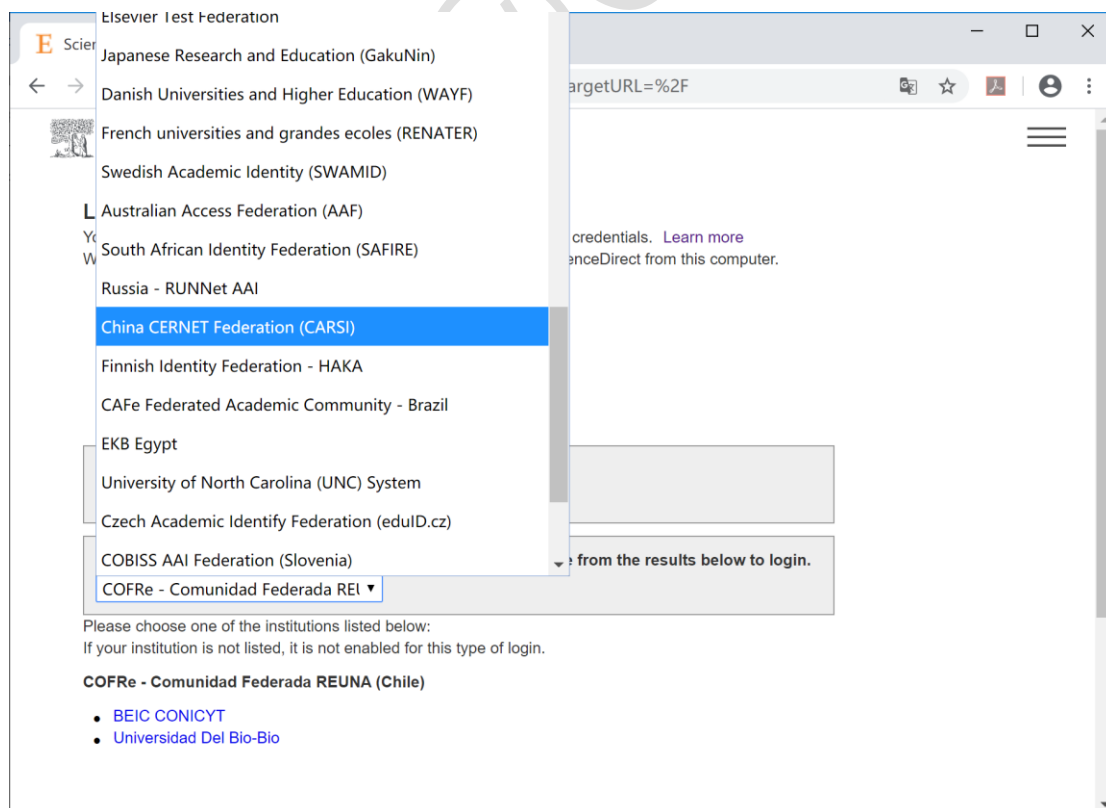 Elsevier Test Federation
E Scien
Japanese Research and Education (GakuNin)
Danish Universities and Higher Education (WAYF)
argetURL=%2F
French universities and grandes ecoles (RENATER)
Swedish Academic Identity (SWAMID)
L
Australian Access Federation (AAF)
Yo
credentials. Learn more
South African Identity Federation (SAFIRE)
W
enceDirect from this computer.
Russia - RUNNet AAI
China CERNET Federation (CARSI)
Finnish Identity Federation - HAKA
CAFe Federated Academic Community - Brazil
EKB Egypt
University of North Carolina (UNC) System
Czech Academic Identify Federation (eduID.cz)
COBISS AAI Federation (Slovenia)
from the results below to login.
COFRe - Comunidad Federada REU
Please choose one of the institutions listed below:
If your institution is not listed, it is not enabled for this type of login.
COFRe - Comunidad Federada REUNA (Chile)
BEIC CONICYT
Universidad Del Bio-Bio